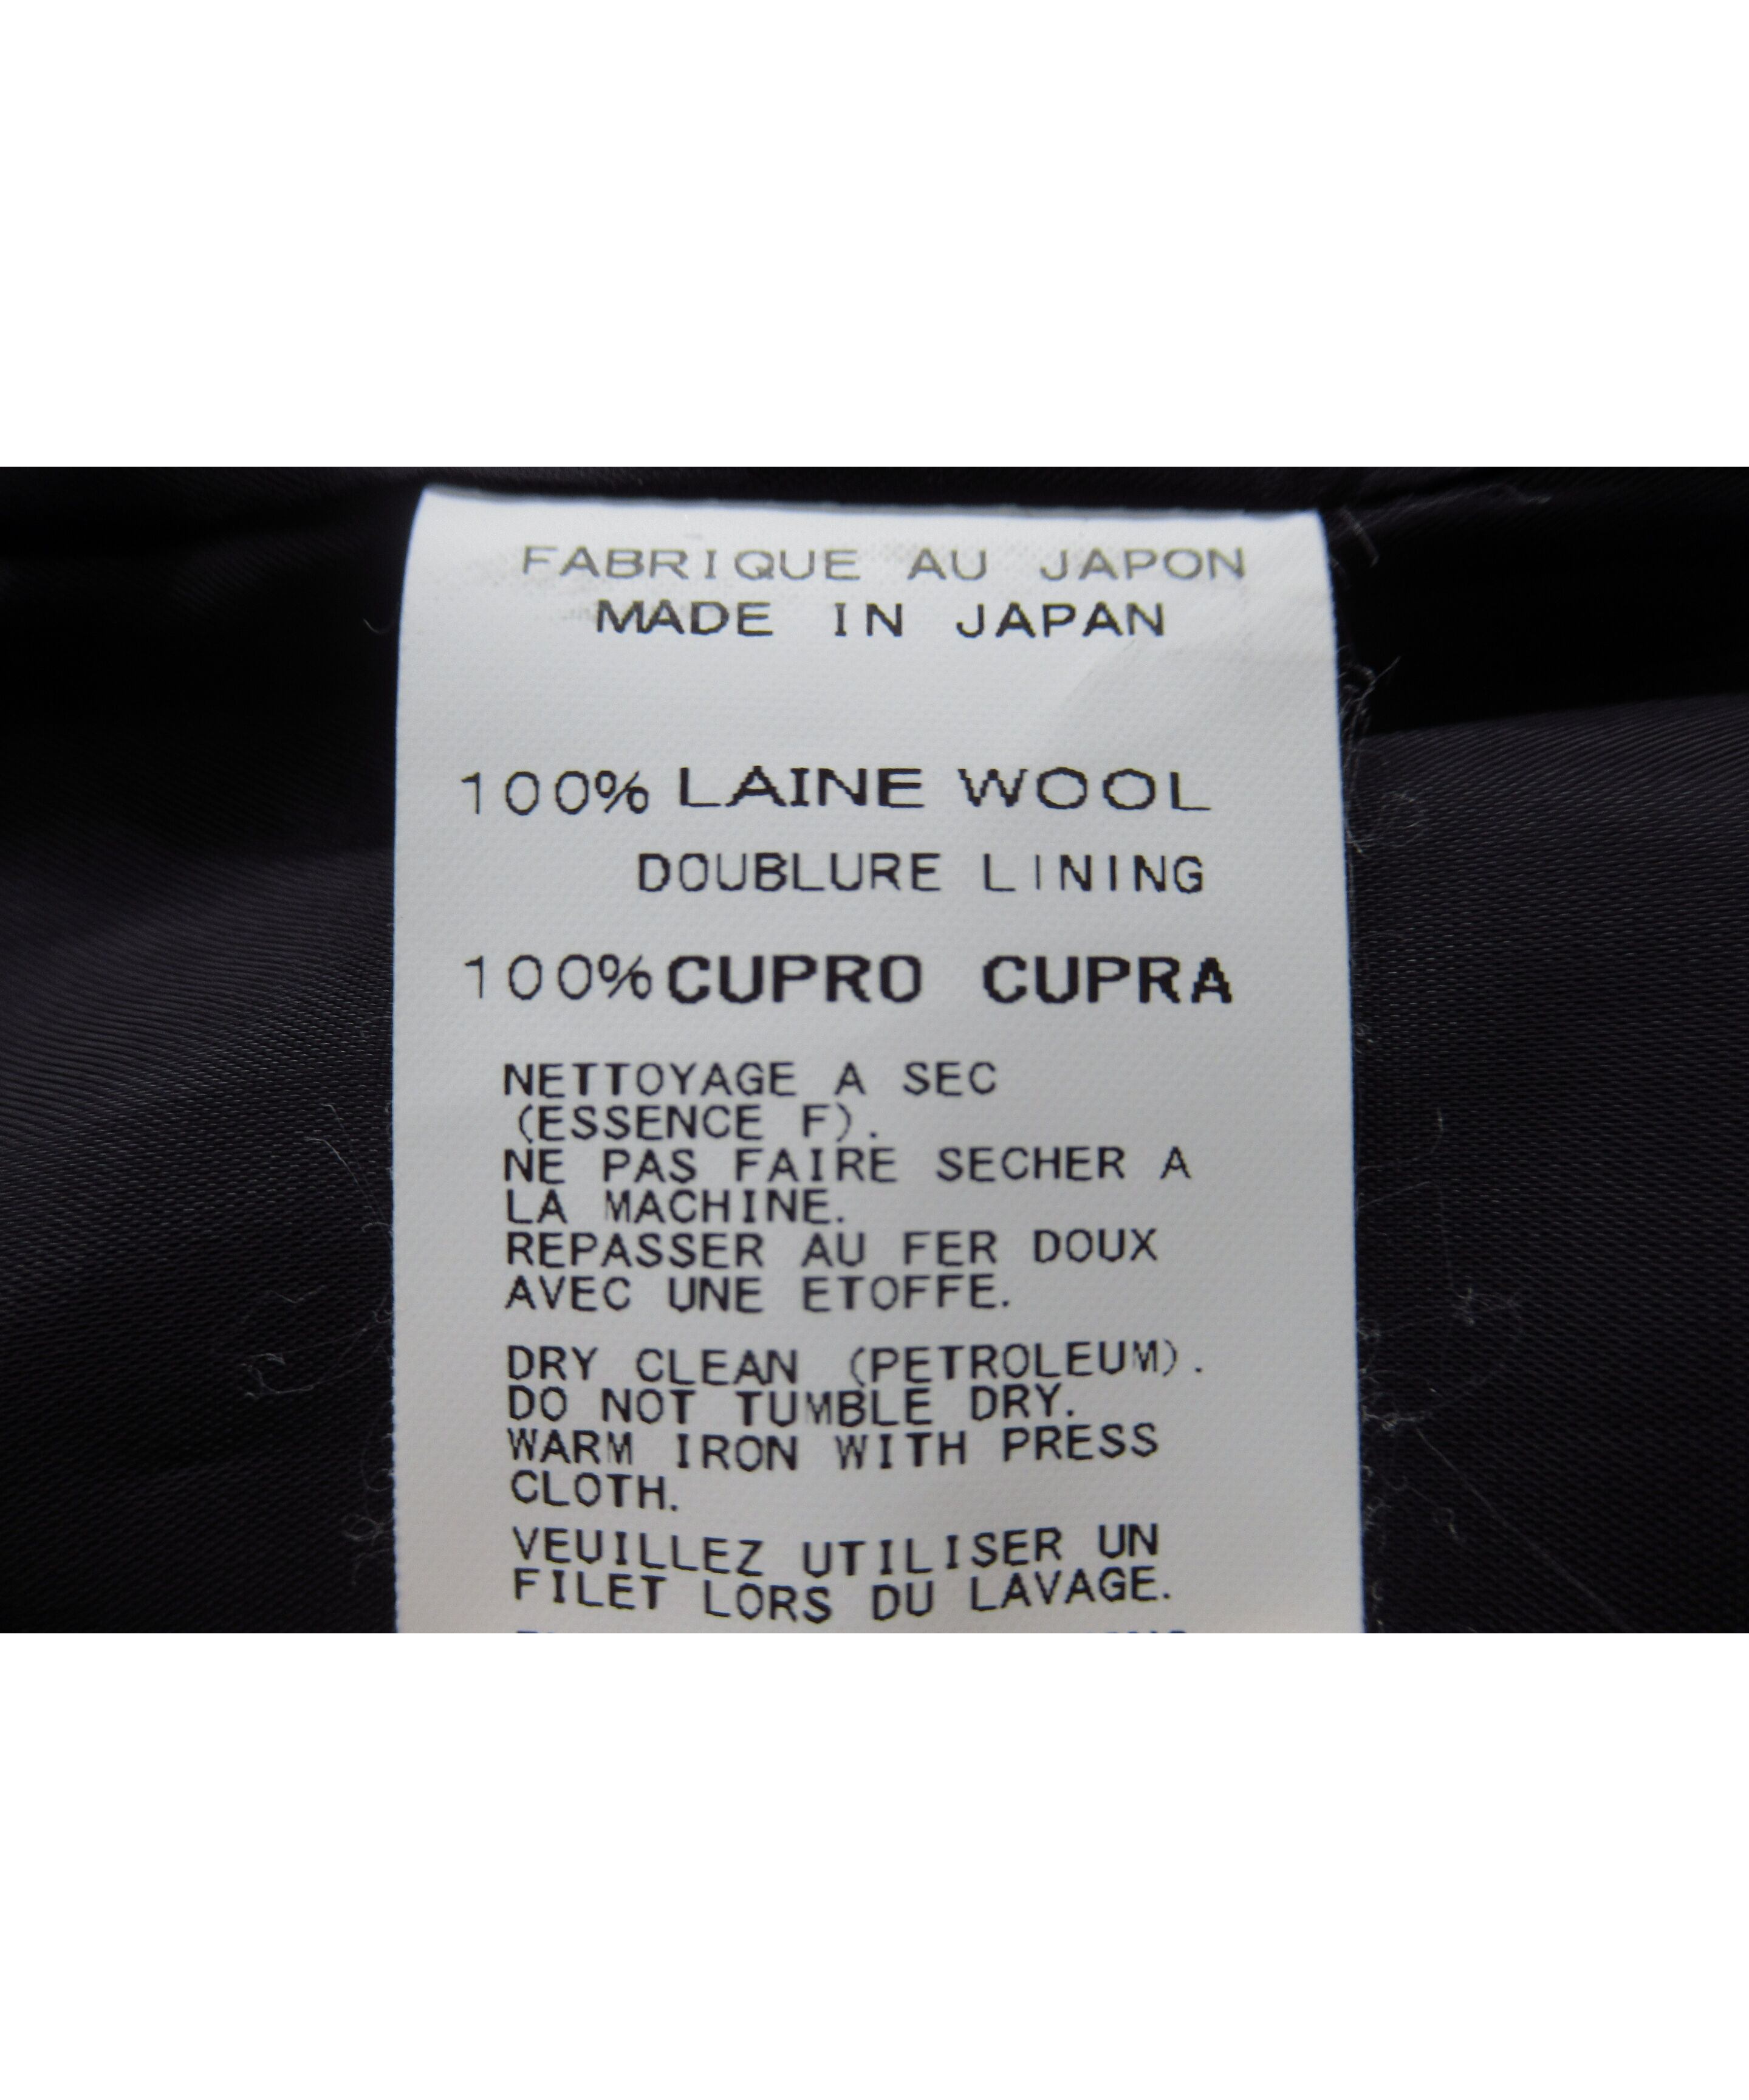 FABRIQUE AU JAPON
MADE IN JAPAN
100% LAINE WOOL
DOUBLURE LINING
100% CUPRO CUPRA
NETTOYAGE A SEC
(ESSENCE F).
NE PAS FAIRE SECHER A
LA MACHINE.
REPASSER AU FER DOUX
AVEC UNE ETOFFE.
DRY CLEAN (PETROLEUM).
DO NOT TUMBLE DRY.
WARM IRON WITH PRESS
CLOTH.
VEUILLEZ UTILISER UN
FILET LORS DU LAVAGE.